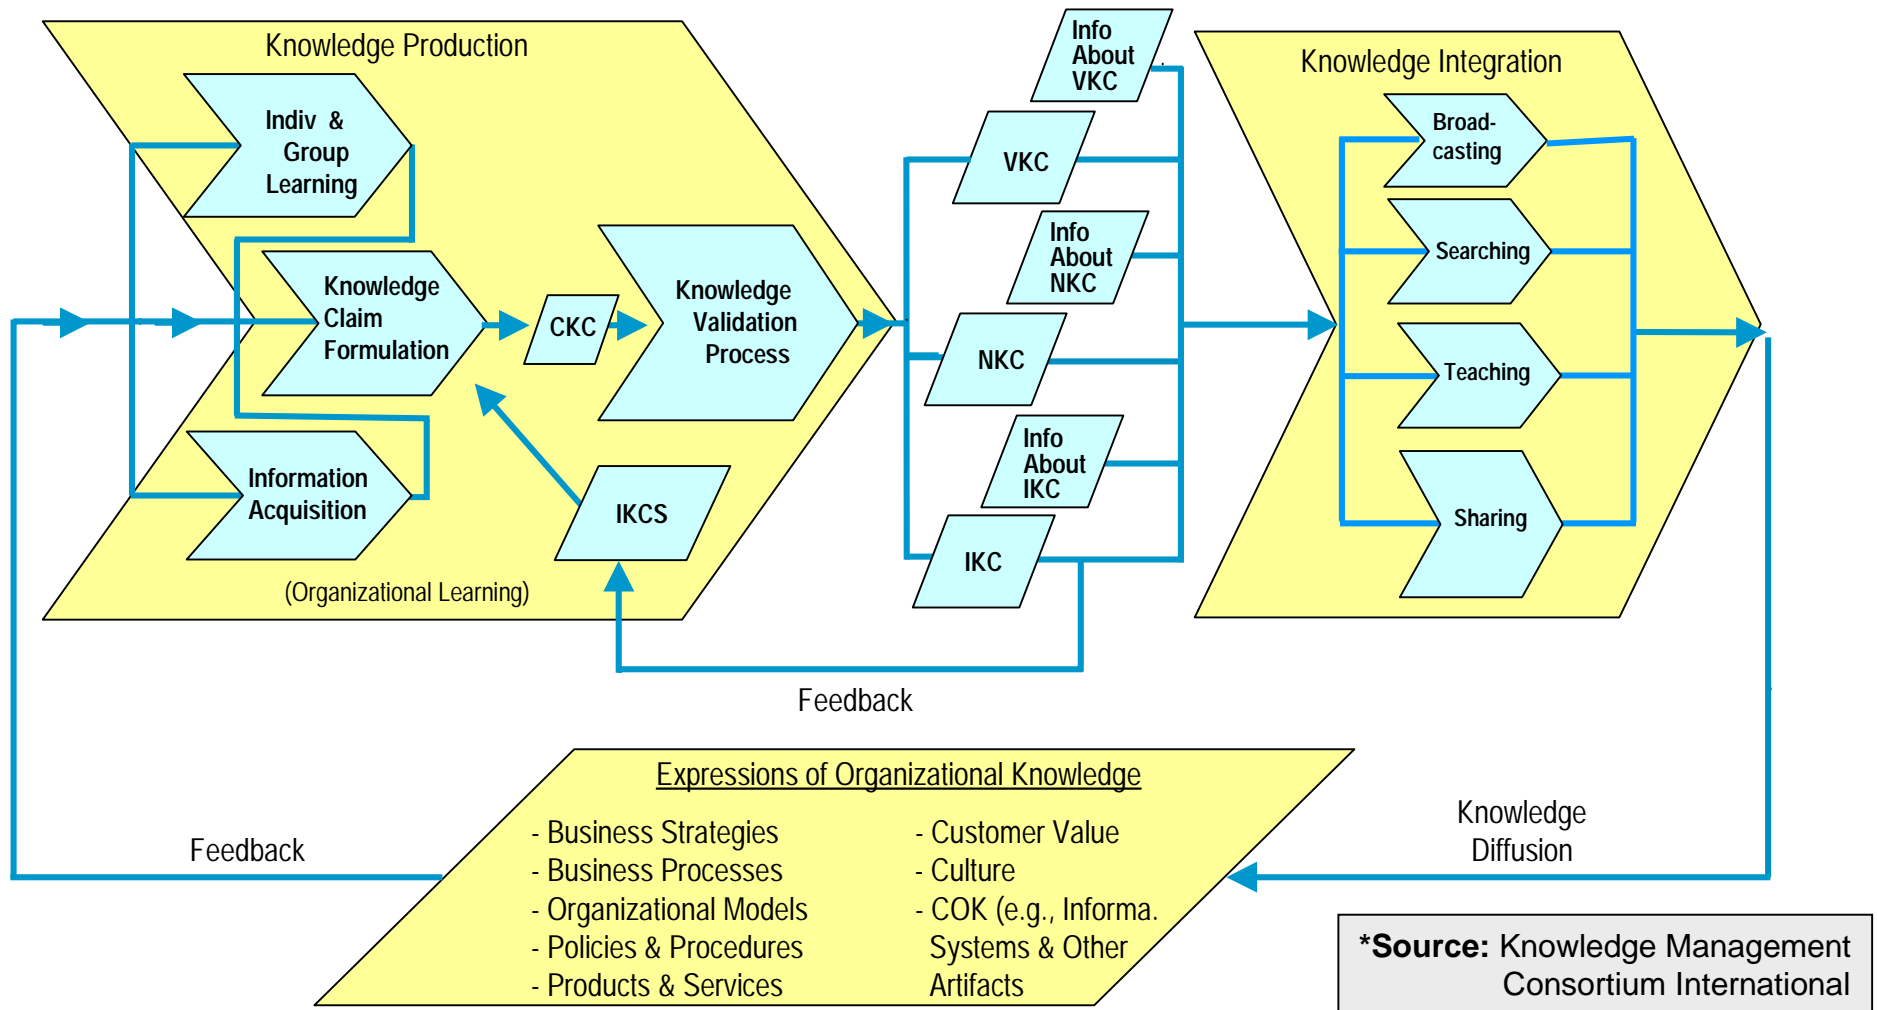 Knowledge Production
Indiv &
Group
Learning
Knowledge
Claim
Formulation
Information
Acquisition
(Organizational Learning)
CKC
Knowledge
Validation
Process
IKCS
Info
About
VKC
VKC
Info
About
NKC
NKC
Info
About
IKC
IKC
Knowledge Integration
Broad-
casting
Searching
Teaching
Sharing
Feedback
Expressions of Organizational Knowledge
- Business Strategies
- Business Processes
- Organizational Models
- Policies & Procedures
- Products & Services
- Customer Value
- Culture
- COK (e.g., Informa.
Systems & Other
Artifacts
Feedback
Knowledge
Diffusion
*Source: Knowledge Management
Consortium International